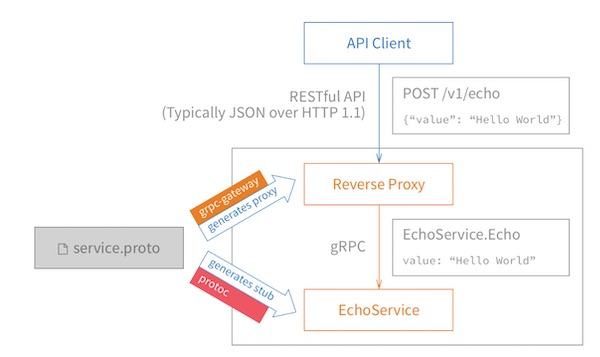 API Client
RESTful API
(Typically JSON over HTTP 1.1)
POST /v1/echo
{“value”: “Hello World”}
grpc-gateway
generates proxy
Reverse Proxy
service.proto
gRPC
EchoService.Echo
value: “Hello World”
generates stub
protoc
EchoService